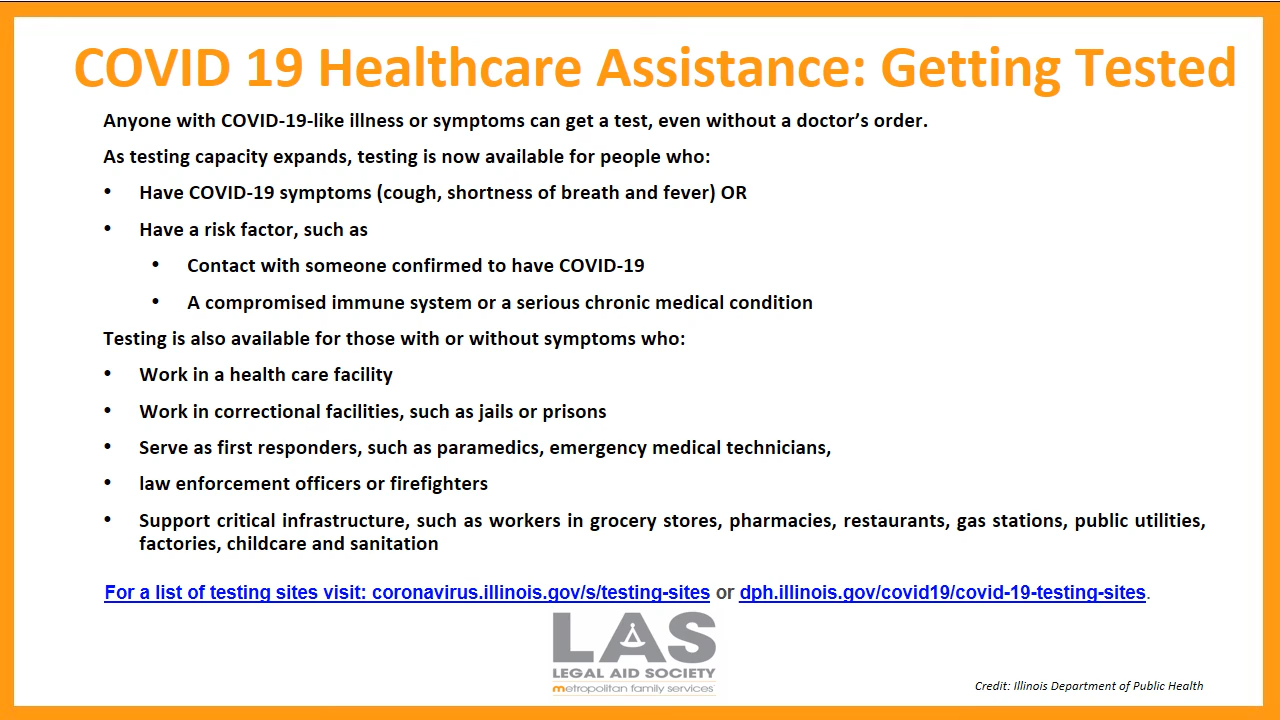 COVID 19 Healthcare Assistance: Getting Tested
Anyone with COVID-19-like illness or symptoms can get a test, even without a doctor’s order.
As testing capacity expands, testing is now available for people who:
• Have COVID-19 symptoms (cough, shortness of breath and fever) OR
• Have a risk factor, such as
• Contact with someone confirmed to have COVID-19
• A compromised immune system or a serious chronic medical condition
Testing is also available for those with or without symptoms who:
• Work in a health care facility
• Work in correctional facilities, such as jails or prisons
• Serve as first responders, such as paramedics, emergency medical technicians,
• law enforcement officers or firefighters
• Support critical infrastructure, such as workers in grocery stores, pharmacies, restaurants, gas stations, public utilities,
factories, childcare and sanitation
For a list of testing sites visit: coronavirus.illinois.gov/s/testing-sites or dph.illinois.gov/covid19/covid-19-testing-sites.
LAS
LEGAL AID SOCIETY
metropolitan family services
Credit: Illinois Department of Public Health